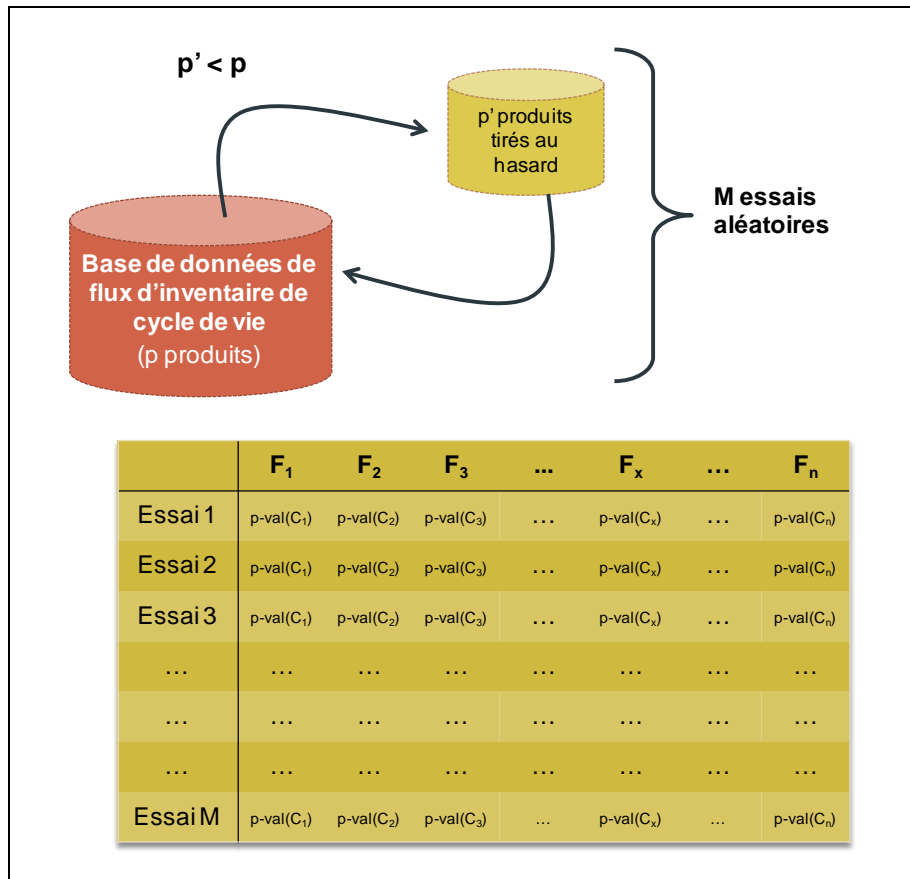 p' < p
p' produits
tirés au
hasard
M essais
aléatoires
Base de données de
flux d'inventaire de
cycle de vie
(p produits)
F1 F2 F3 ... Fx … Fn
Essai 1 p-val(C1) p-val(C2) p-val(C3) … p-val(Cx) … p-val(Cn)
Essai 2 p-val(C1) p-val(C2) p-val(C3) … p-val(Cx) … p-val(Cn)
Essai 3 p-val(C1) p-val(C2) p-val(C3) … p-val(Cx) … p-val(Cn)
… … … … … … … …
… … … … … … … …
… … … … … … … …
Essai M p-val(C1) p-val(C2) p-val(C3) … p-val(Cx) … p-val(Cn)